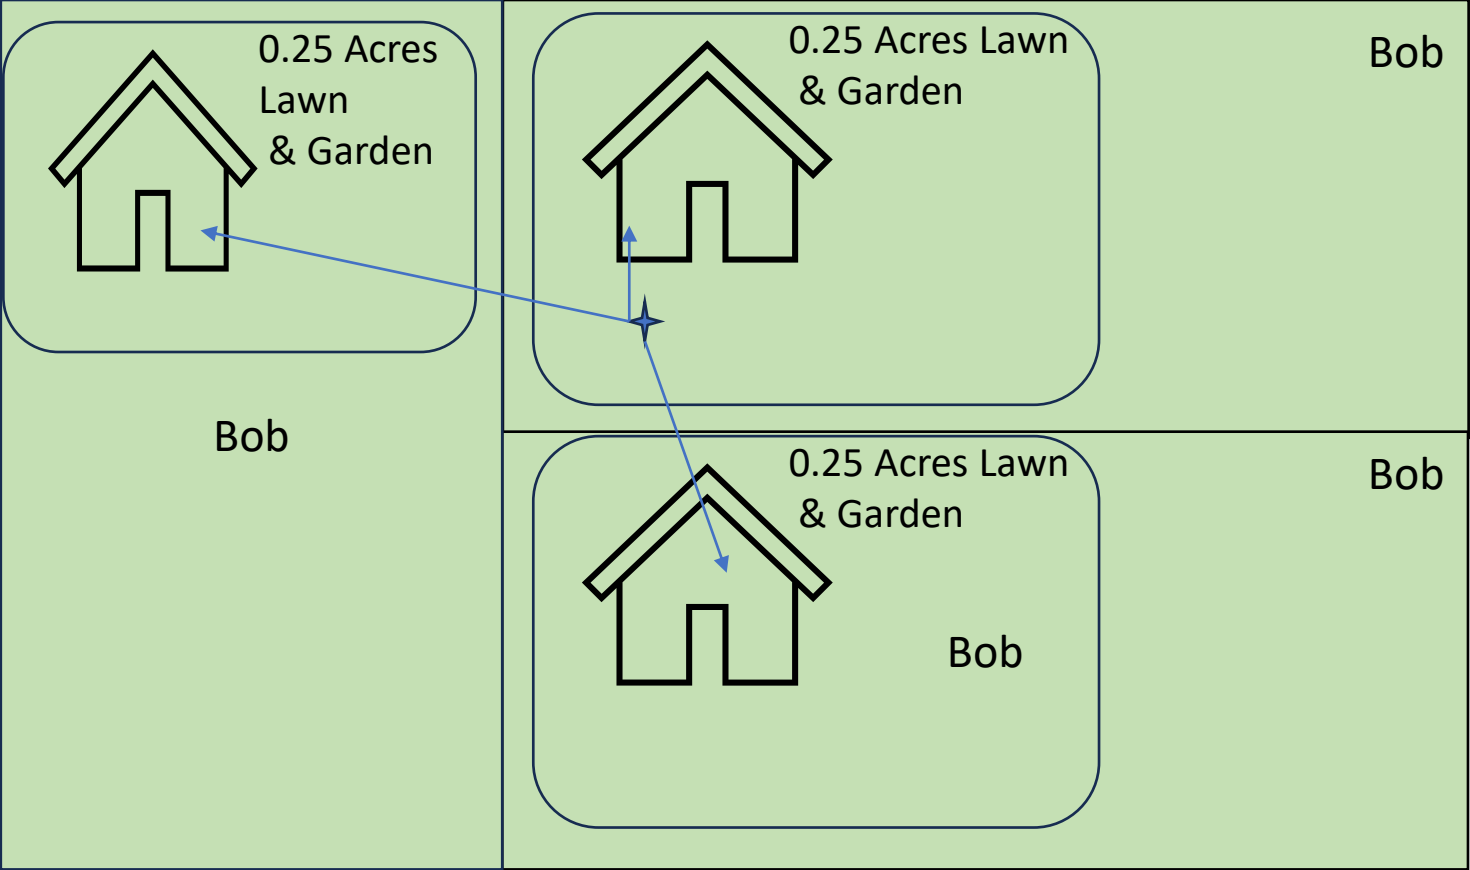 0.25 Acres
Lawn
& Garden
Bob
0.25 Acres Lawn
& Garden
Bob
0.25 Acres Lawn
& Garden
Bob
Bob